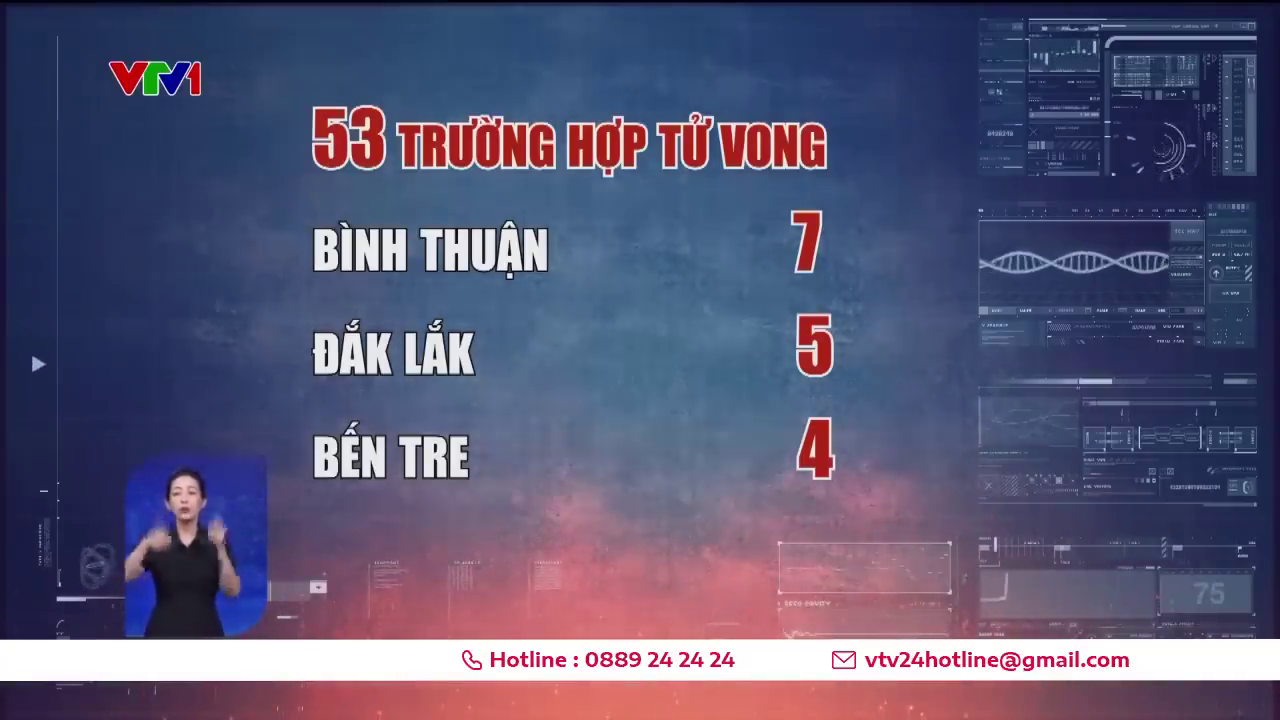 VTV1
53 TRƯỜNG HỢP TỬ VONG
BÌNH THUẬN 7
ĐẮK LẮK 5
BẾN TRE 4
75
Hotline : 0889 24 24 24 vtv24hotline@gmail.com